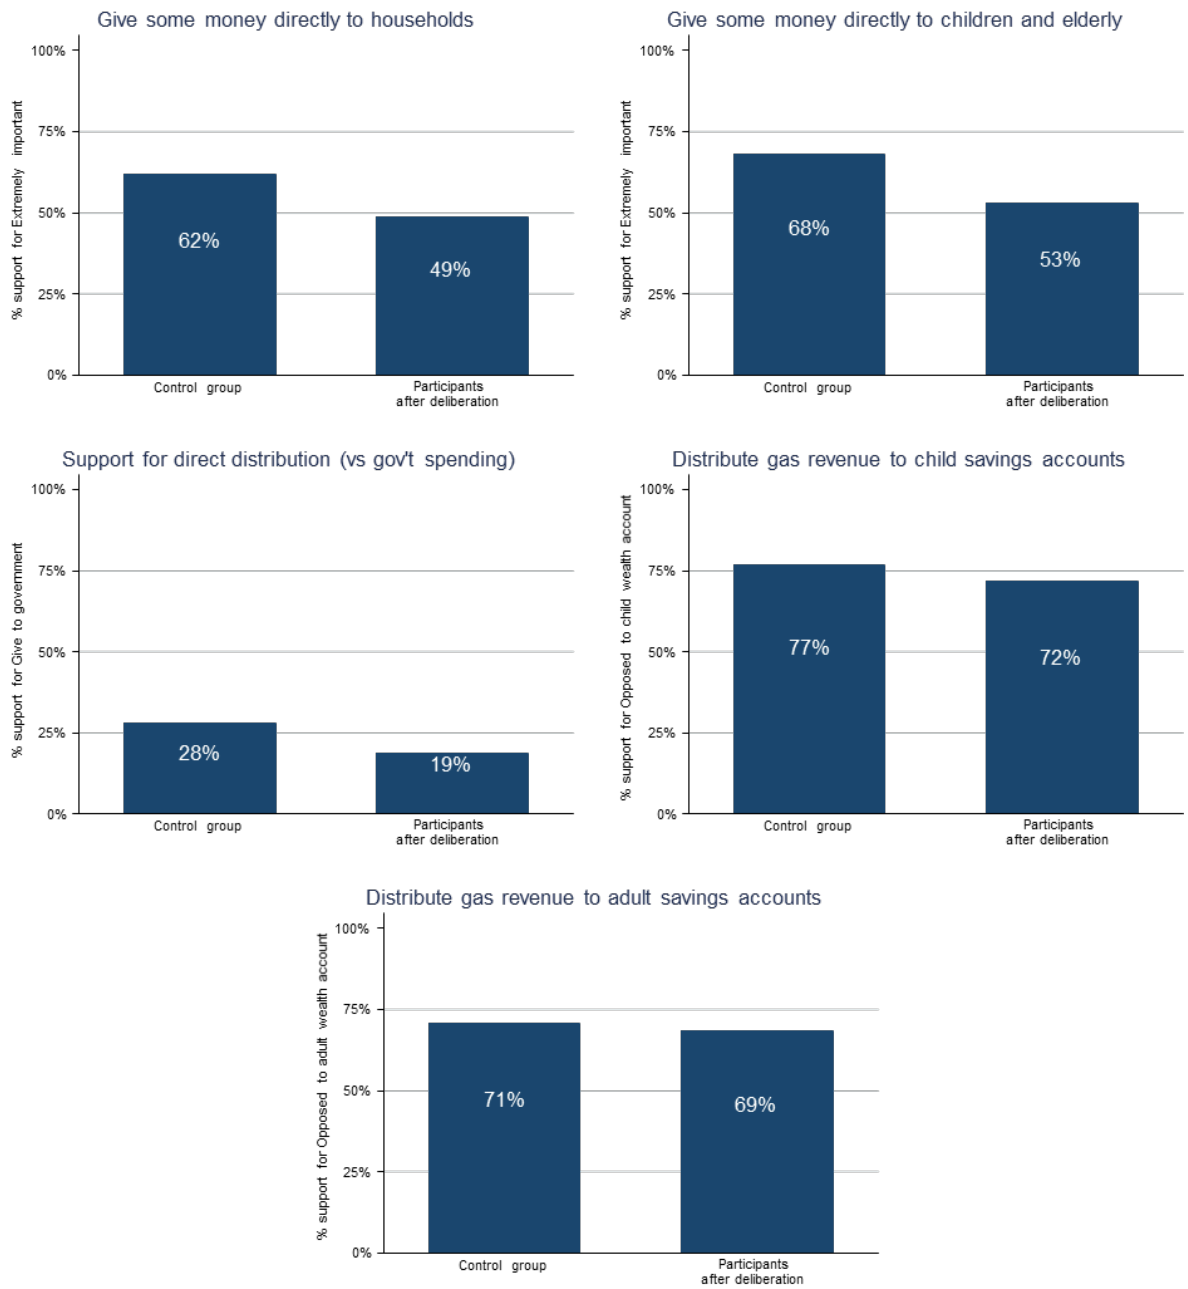 Give some money directly to households
100%
75%
50%
25%
0%
% support for Extremely important
62%
49%
Control group
Participants
after deliberation
Give some money directly to children and elderly
100%
75%
50%
25%
0%
% support for Extremely important
68%
53%
Control group
Participants
after deliberation
Support for direct distribution (vs gov't spending)
100%
75%
50%
25%
0%
% support for Give to government
28%
19%
Control group
Participants
after deliberation
Distribute gas revenue to child savings accounts
100%
75%
50%
25%
0%
% support for Opposed to child wealth account
77%
72%
Control group
Participants
after deliberation
Distribute gas revenue to adult savings accounts
100%
75%
50%
25%
0%
% support for Opposed to adult wealth account
71%
69%
Control group
Participants
after deliberation